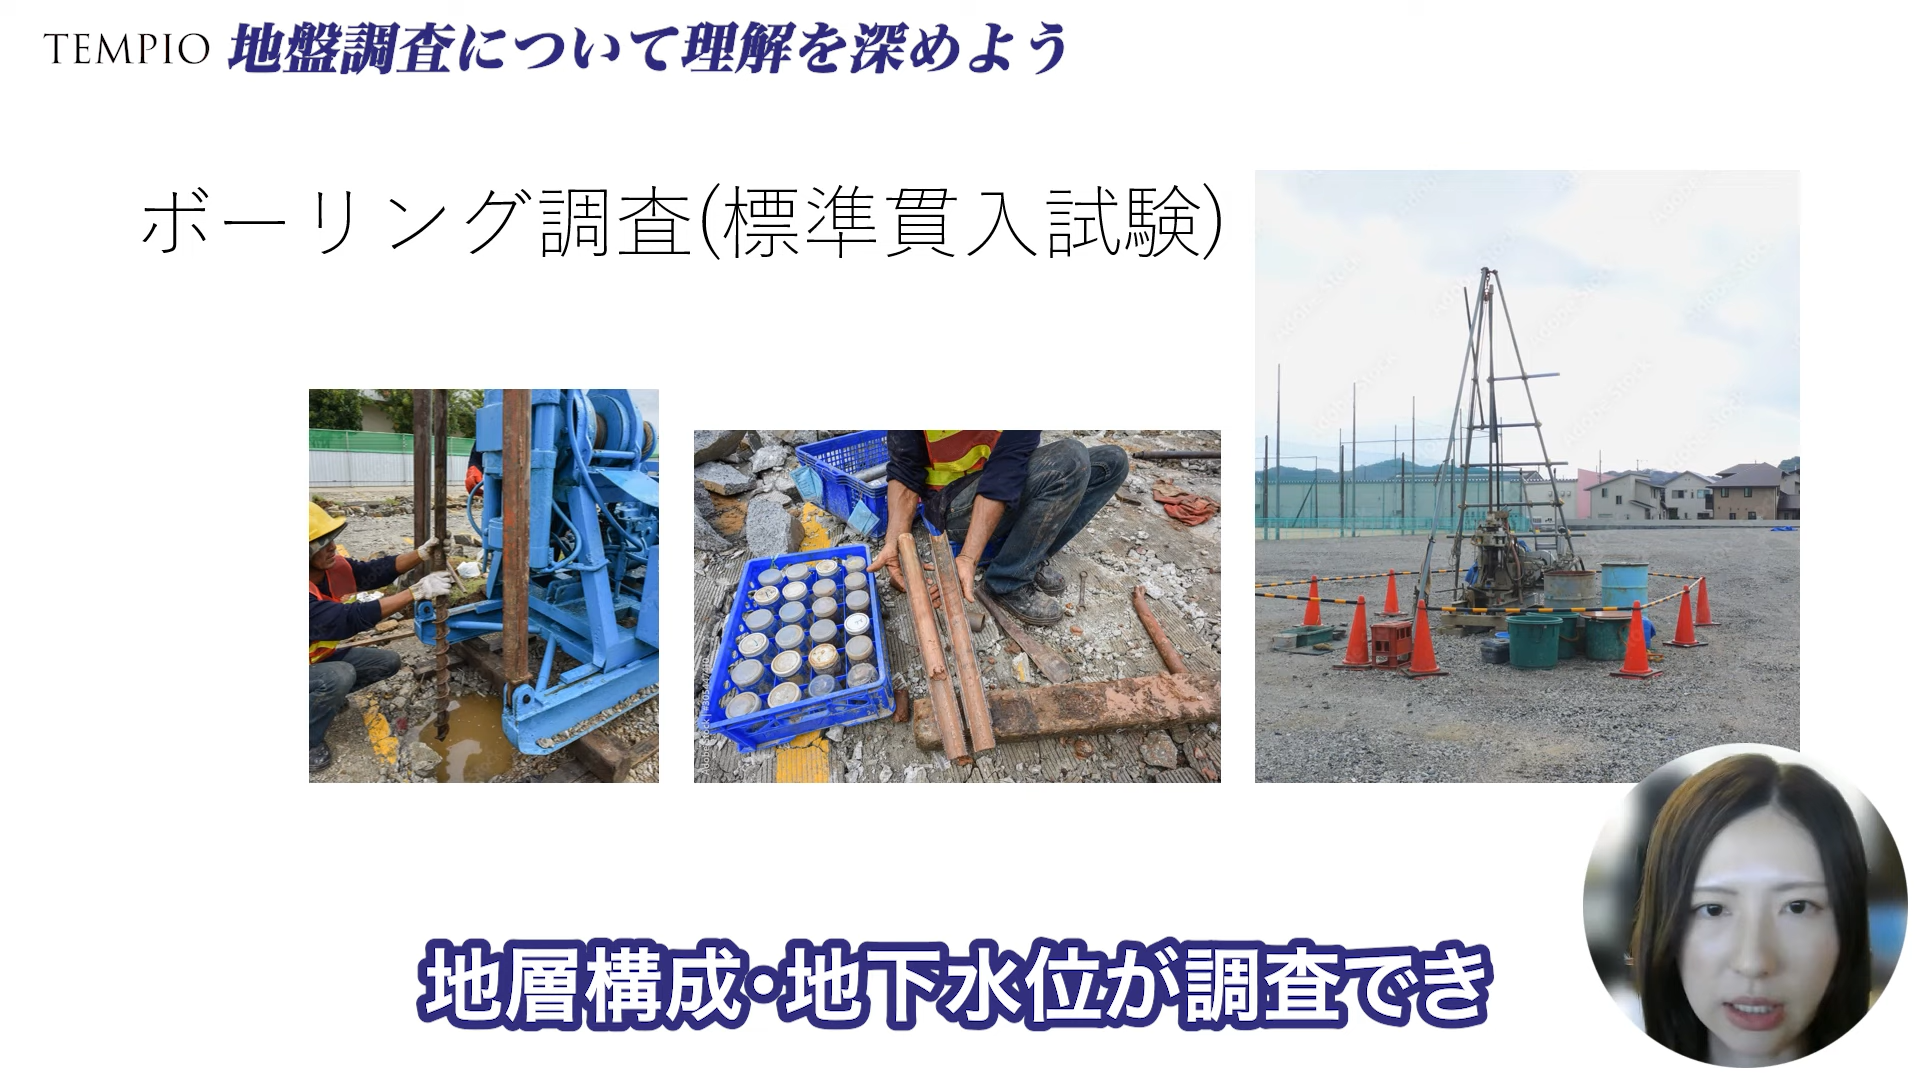 TEMPIO 地盤調査について理解を深めよう
ボーリング調査(標準貫入試験)
Adobe Stock
地層構成・地下水位が調査でき